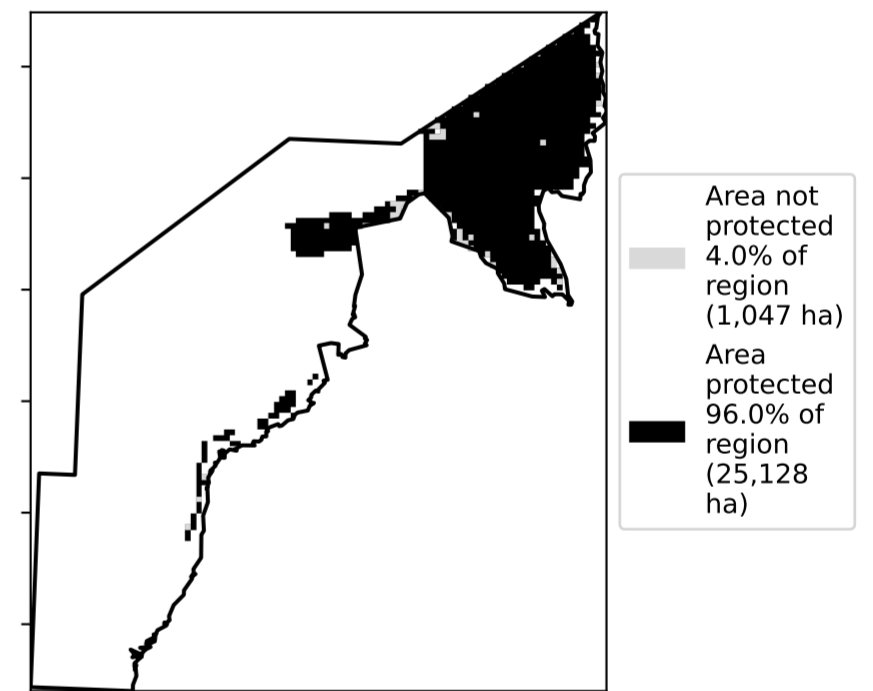 Area not
protected
4.0% of
region
(1,047 ha)
Area
protected
96.0% of
region
(25,128
ha)